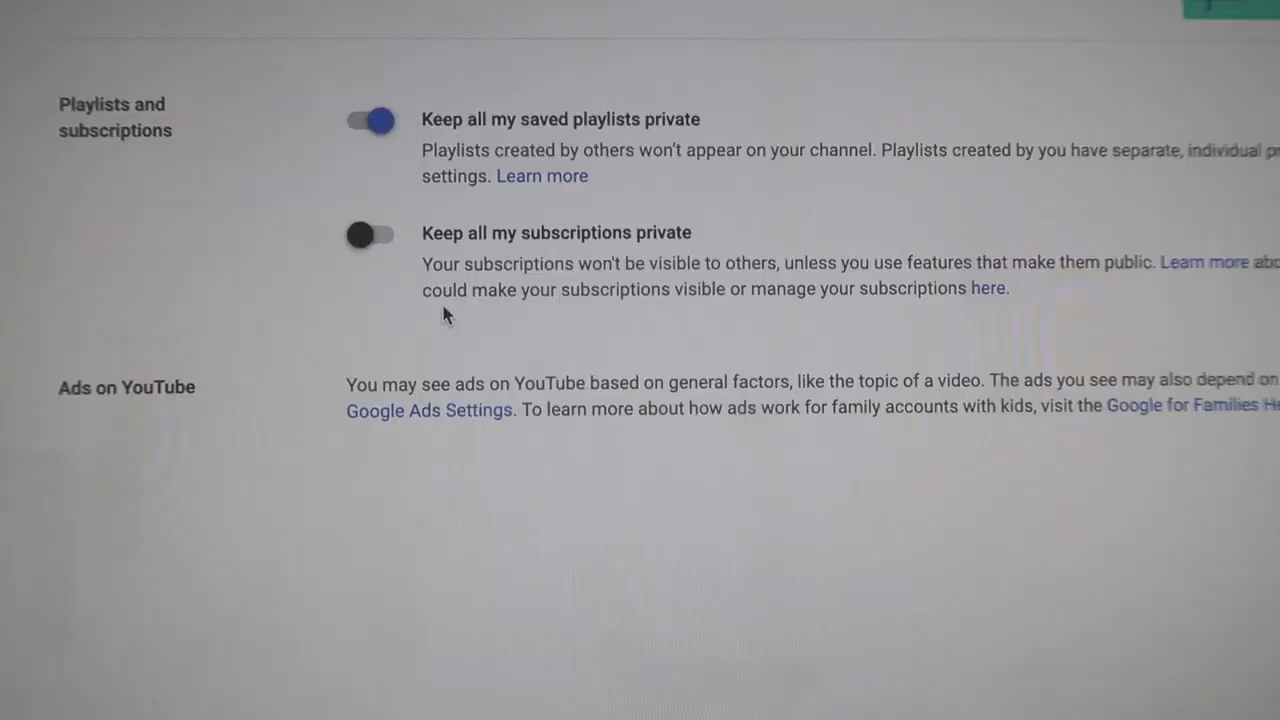 Playlists and
subscriptions
Keep all my saved playlists private
Playlists created by others won't appear on your channel. Playlists created by you have separate, individual
settings. Learn more
Keep all my subscriptions private
Your subscriptions won't be visible to others, unless you use features that make them public. Learn more
could make your subscriptions visible or manage your subscriptions here.
Ads on YouTube
You may see ads on YouTube based on general factors, like the topic of a video. The ads you see may also depend on
Google Ads Settings. To learn more about how ads work for family accounts with kids, visit the Google for Families